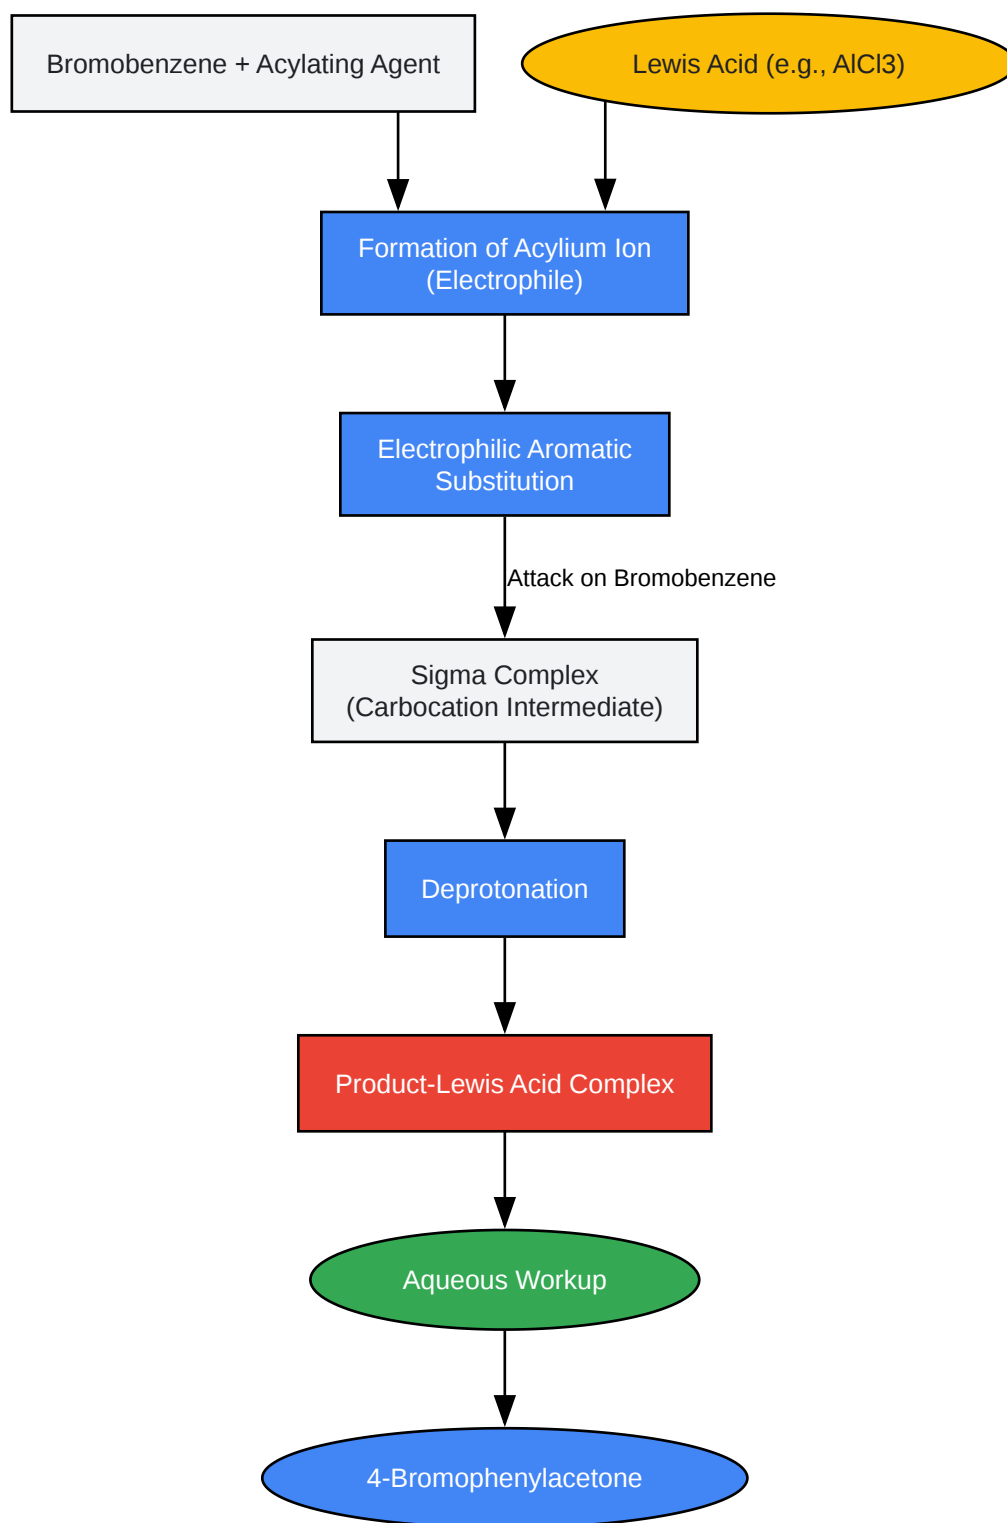 Bromobenzene + Acylating Agent
Lewis Acid (e.g., AlCl3)
Formation of Acylium Ion
(Electrophile)
Electrophilic Aromatic
Substitution
Attack on Bromobenzene
Sigma Complex
(Carbocation Intermediate)
Deprotonation
Product-Lewis Acid Complex
Aqueous Workup
4-Bromophenylacetone